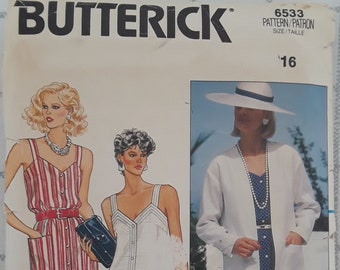 BUTTERICK
6533
PATTERN/PATRON
SIZE/TAILLE
16